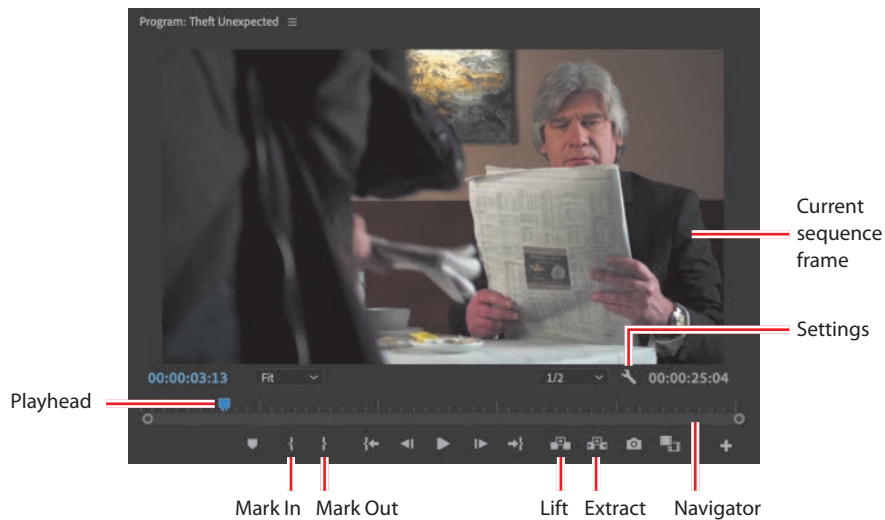 Program: Theft Unexpected
Current
sequence
frame
Settings
00:00:03:13
Fit
1/2
00:00:25:04
Playhead
Mark In
Mark Out
Lift
Extract
Navigator